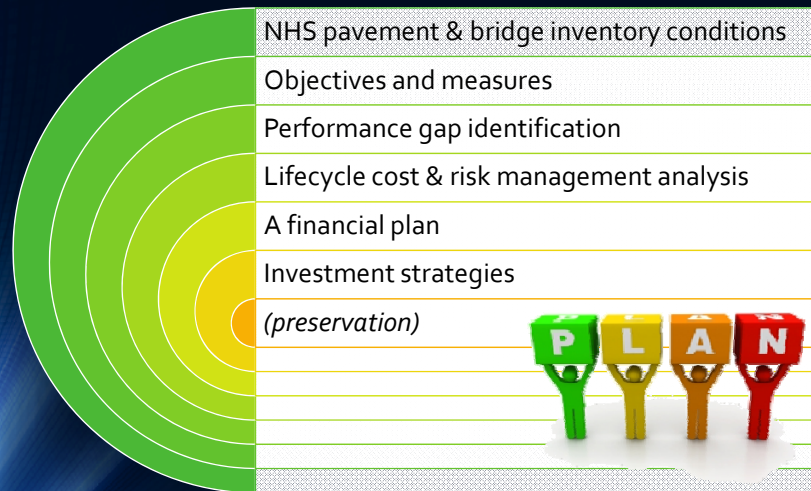 NHS pavement & bridge inventory conditions
Objectives and measures
Performance gap identification
Lifecycle cost & risk management analysis
A financial plan
Investment strategies
(preservation)
P L A N
P L A N